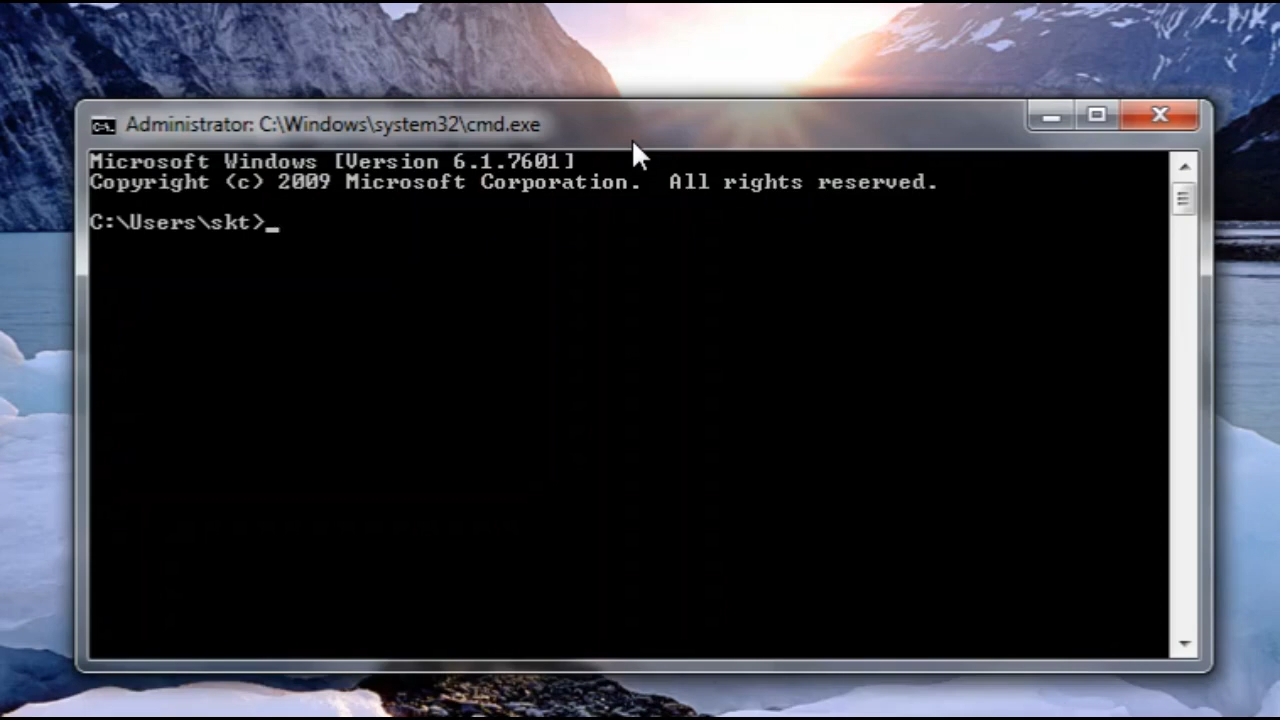 Administrator: C:\Windows\system32\cmd.exe
Microsoft Windows [Version 6.1.7601]
Copyright (c) 2009 Microsoft Corporation.  All rights reserved.
C:\Users\skt>_